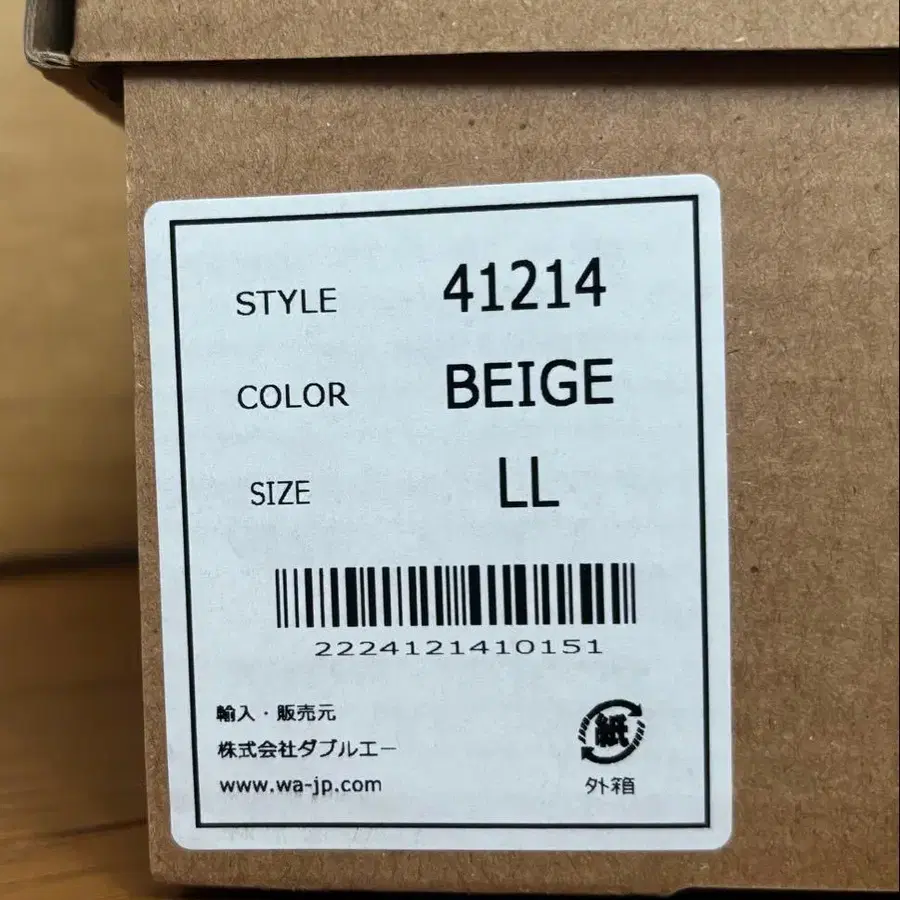 STYLE 41214
COLOR BEIGE
SIZE LL
2224121410151
輸入・販売元
株式会社ダブルエー
www.wa-jp.com
紙
外箱